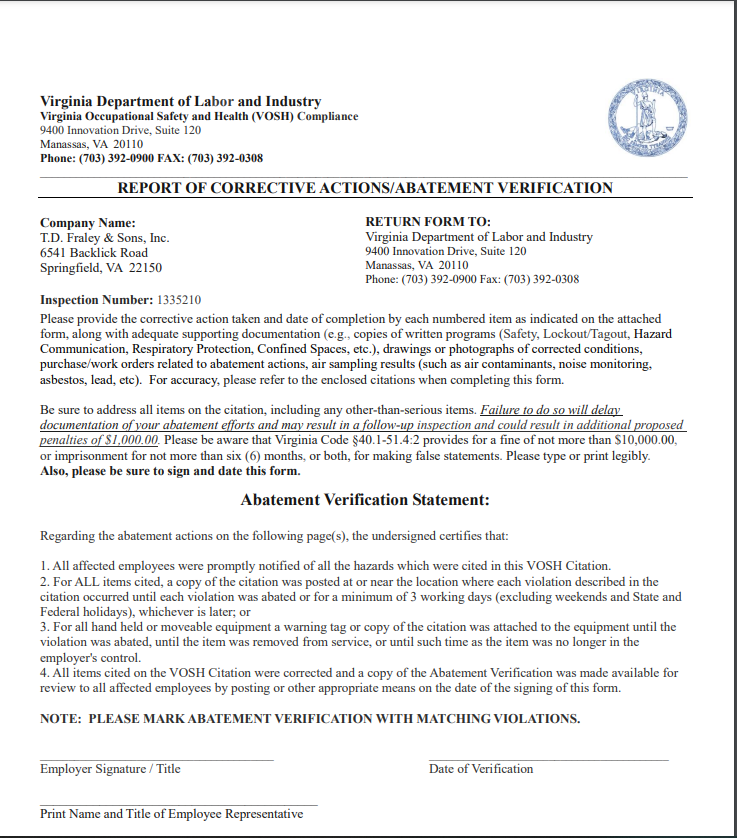 Virginia Department of Labor and Industry
Virginia Occupational Safety and Health (VOSH) Compliance
9400 Innovation Drive, Suite 120
Manassas, VA 20110
Phone: (703) 392-0900 FAX: (703) 392-0308
VIRGINIA
REPORT OF CORRECTIVE ACTIONS/ABATEMENT VERIFICATION
Company Name:
T.D. Fraley & Sons, Inc.
6541 Backlick Road
Springfield, VA 22150
RETURN FORM TO:
Virginia Department of Labor and Industry
9400 Innovation Drive, Suite 120
Manassas, VA 20110
Phone: (703) 392-0900 Fax: (703) 392-0308
Inspection Number: 1335210
Please provide the corrective action taken and date of completion by each numbered item as indicated on the attached
form, along with adequate supporting documentation (e.g., copies of written programs (Safety, Lockout/Tagout, Hazard
Communication, Respiratory Protection, Confined Spaces, etc.), drawings or photographs of corrected conditions,
purchase/work orders related to abatement actions, air sampling results (such as air contaminants, noise monitoring,
asbestos, lead, etc). For accuracy, please refer to the enclosed citations when completing this form.
Be sure to address all items on the citation, including any other-than-serious items. Failure to do so will delay
documentation of your abatement efforts and may result in a follow-up inspection and could result in additional proposed
penalties of $1,000.00. Please be aware that Virginia Code §40.1-51.4:2 provides for a fine of not more than $10,000.00,
or imprisonment for not more than six (6) months, or both, for making false statements. Please type or print legibly.
Also, please be sure to sign and date this form.
Abatement Verification Statement:
Regarding the abatement actions on the following page(s), the undersigned certifies that:
1. All affected employees were promptly notified of all the hazards which were cited in this VOSH Citation.
2. For ALL items cited, a copy of the citation was posted at or near the location where each violation described in the
citation occurred until each violation was abated or for a minimum of 3 working days (excluding weekends and State and
Federal holidays), whichever is later; or
3. For all hand held or moveable equipment a warning tag or copy of the citation was attached to the equipment until the
violation was abated, until the item was removed from service, or until such time as the item was no longer in the
employer's control.
4. All items cited on the VOSH Citation were corrected and a copy of the Abatement Verification was made available for
review to all affected employees by posting or other appropriate means on the date of the signing of this form.
NOTE: PLEASE MARK ABATEMENT VERIFICATION WITH MATCHING VIOLATIONS.
Employer Signature / Title
Date of Verification
Print Name and Title of Employee Representative